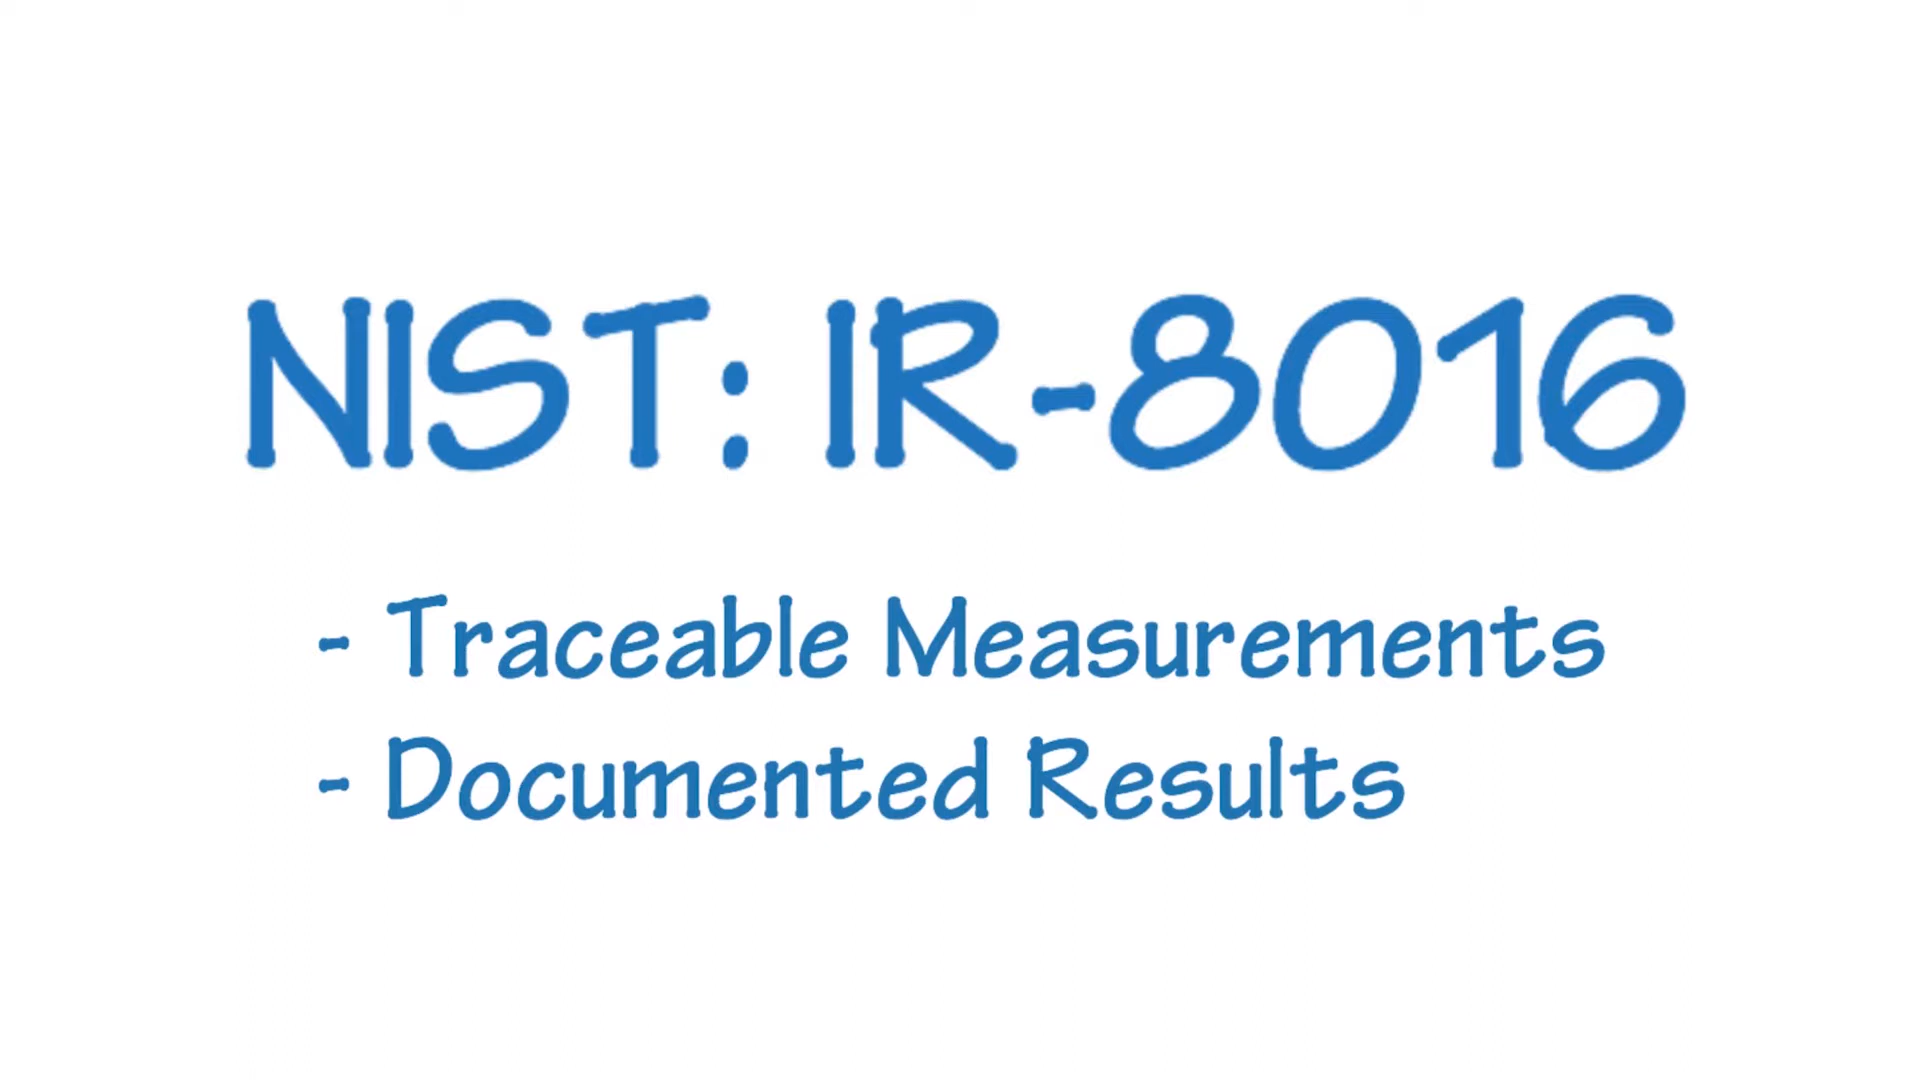 NIST: IR-8016
- Traceable Measurements
- Documented Results